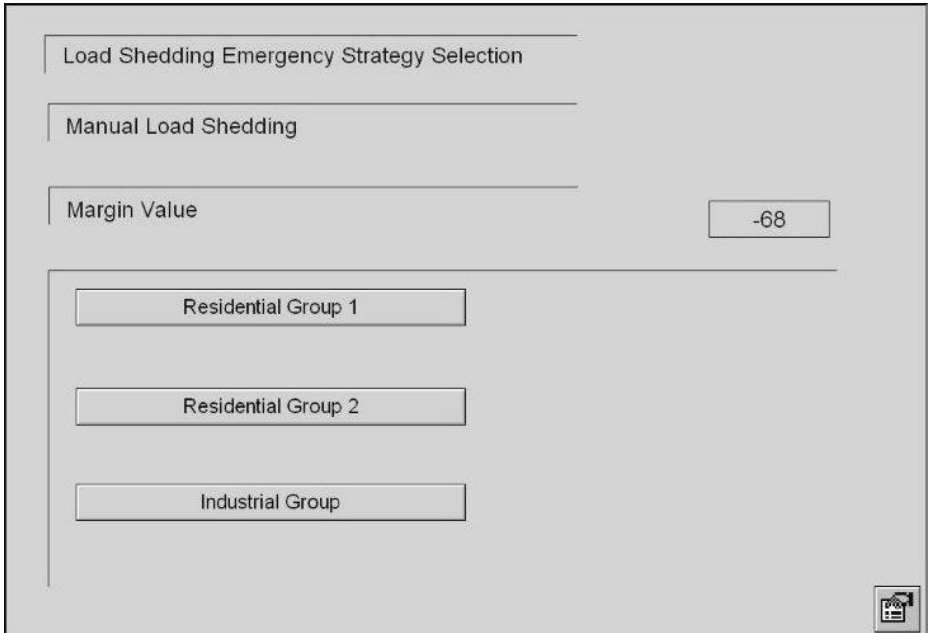 Load Shedding Emergency Strategy Selection
Manual Load Shedding
Margin Value
-68
Residential Group 1
Residential Group 2
Industrial Group